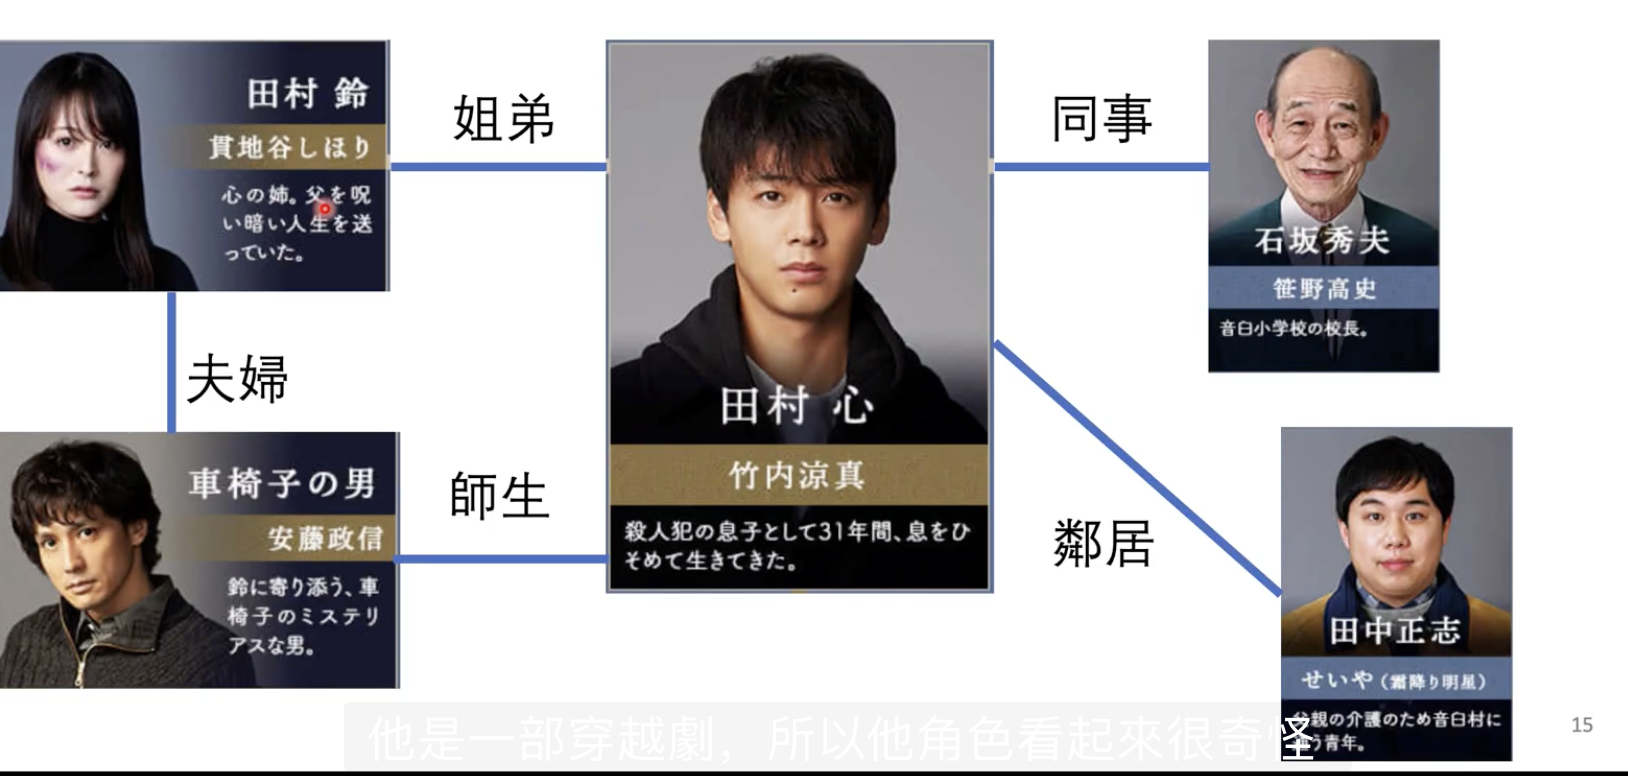 田村 鈴
貫地谷しほり
心の姉。父を呪
い暗い人生を送
っていた。
姐弟
田村 心
竹内涼真
殺人犯の息子として31年間、息をひ
そめて生きてきた。
同事
石坂秀夫
笹野高史
音臼小学校の校長。
夫婦
車椅子の男
安藤政信
鈴に寄り添う、車
椅子のミステリ
アスな男。
師生
鄰居
田中正志
せいや（霜降り明星）
父親の介護のため音臼村に
う青年。
15
他是一部穿越劇，所以他角色看起來很奇怪